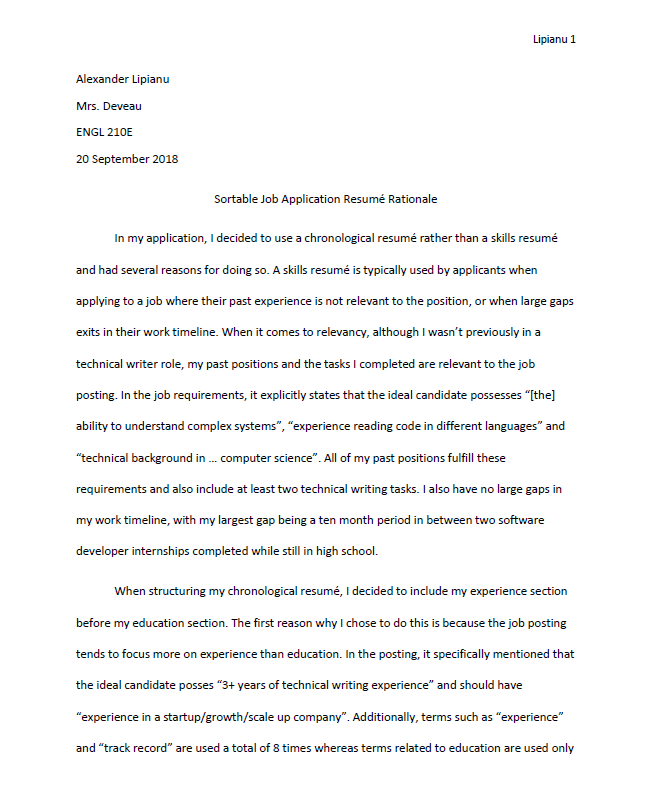 Lipianu 1
Alexander Lipianu
Mrs. Deveau
ENGL 210E
20 September 2018
Sortable Job Application Resumé Rationale
In my application, I decided to use a chronological resumé rather than a skills resumé
and had several reasons for doing so. A skills resumé is typically used by applicants when
applying to a job where their past experience is not relevant to the position, or when large gaps
exits in their work timeline. When it comes to relevancy, although I wasn’t previously in a
technical writer role, my past positions and the tasks I completed are relevant to the job
posting. In the job requirements, it explicitly states that the ideal candidate possesses “[the]
ability to understand complex systems”, “experience reading code in different languages” and
“technical background in … computer science”. All of my past positions fulfill these
requirements and also include at least two technical writing tasks. I also have no large gaps in
my work timeline, with my largest gap being a ten month period in between two software
developer internships completed while still in high school.
When structuring my chronological resumé, I decided to include my experience section
before my education section. The first reason why I chose to do this is because the job posting
tends to focus more on experience than education. In the posting, it specifically mentioned that
the ideal candidate posses “3+ years of technical writing experience” and should have
“experience in a startup/growth/scale up company”. Additionally, terms such as “experience”
and “track record” are used a total of 8 times whereas terms related to education are used only